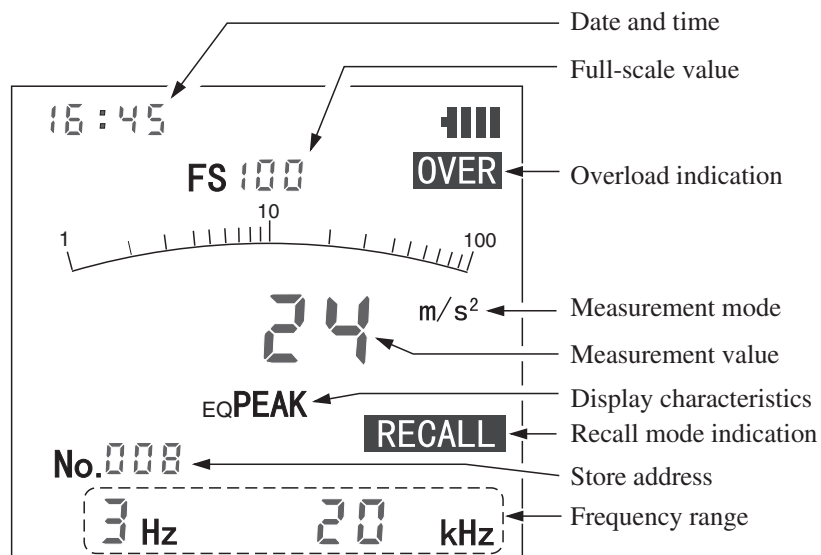 Date and time
Full-scale value
16:45
FS 100
OVER
Overload indication
1
10
100
24
m/s²
Measurement mode
Measurement value
EQPEAK
Display characteristics
RECALL
Recall mode indication
No.008
Store address
3 Hz 20 kHz
Frequency range